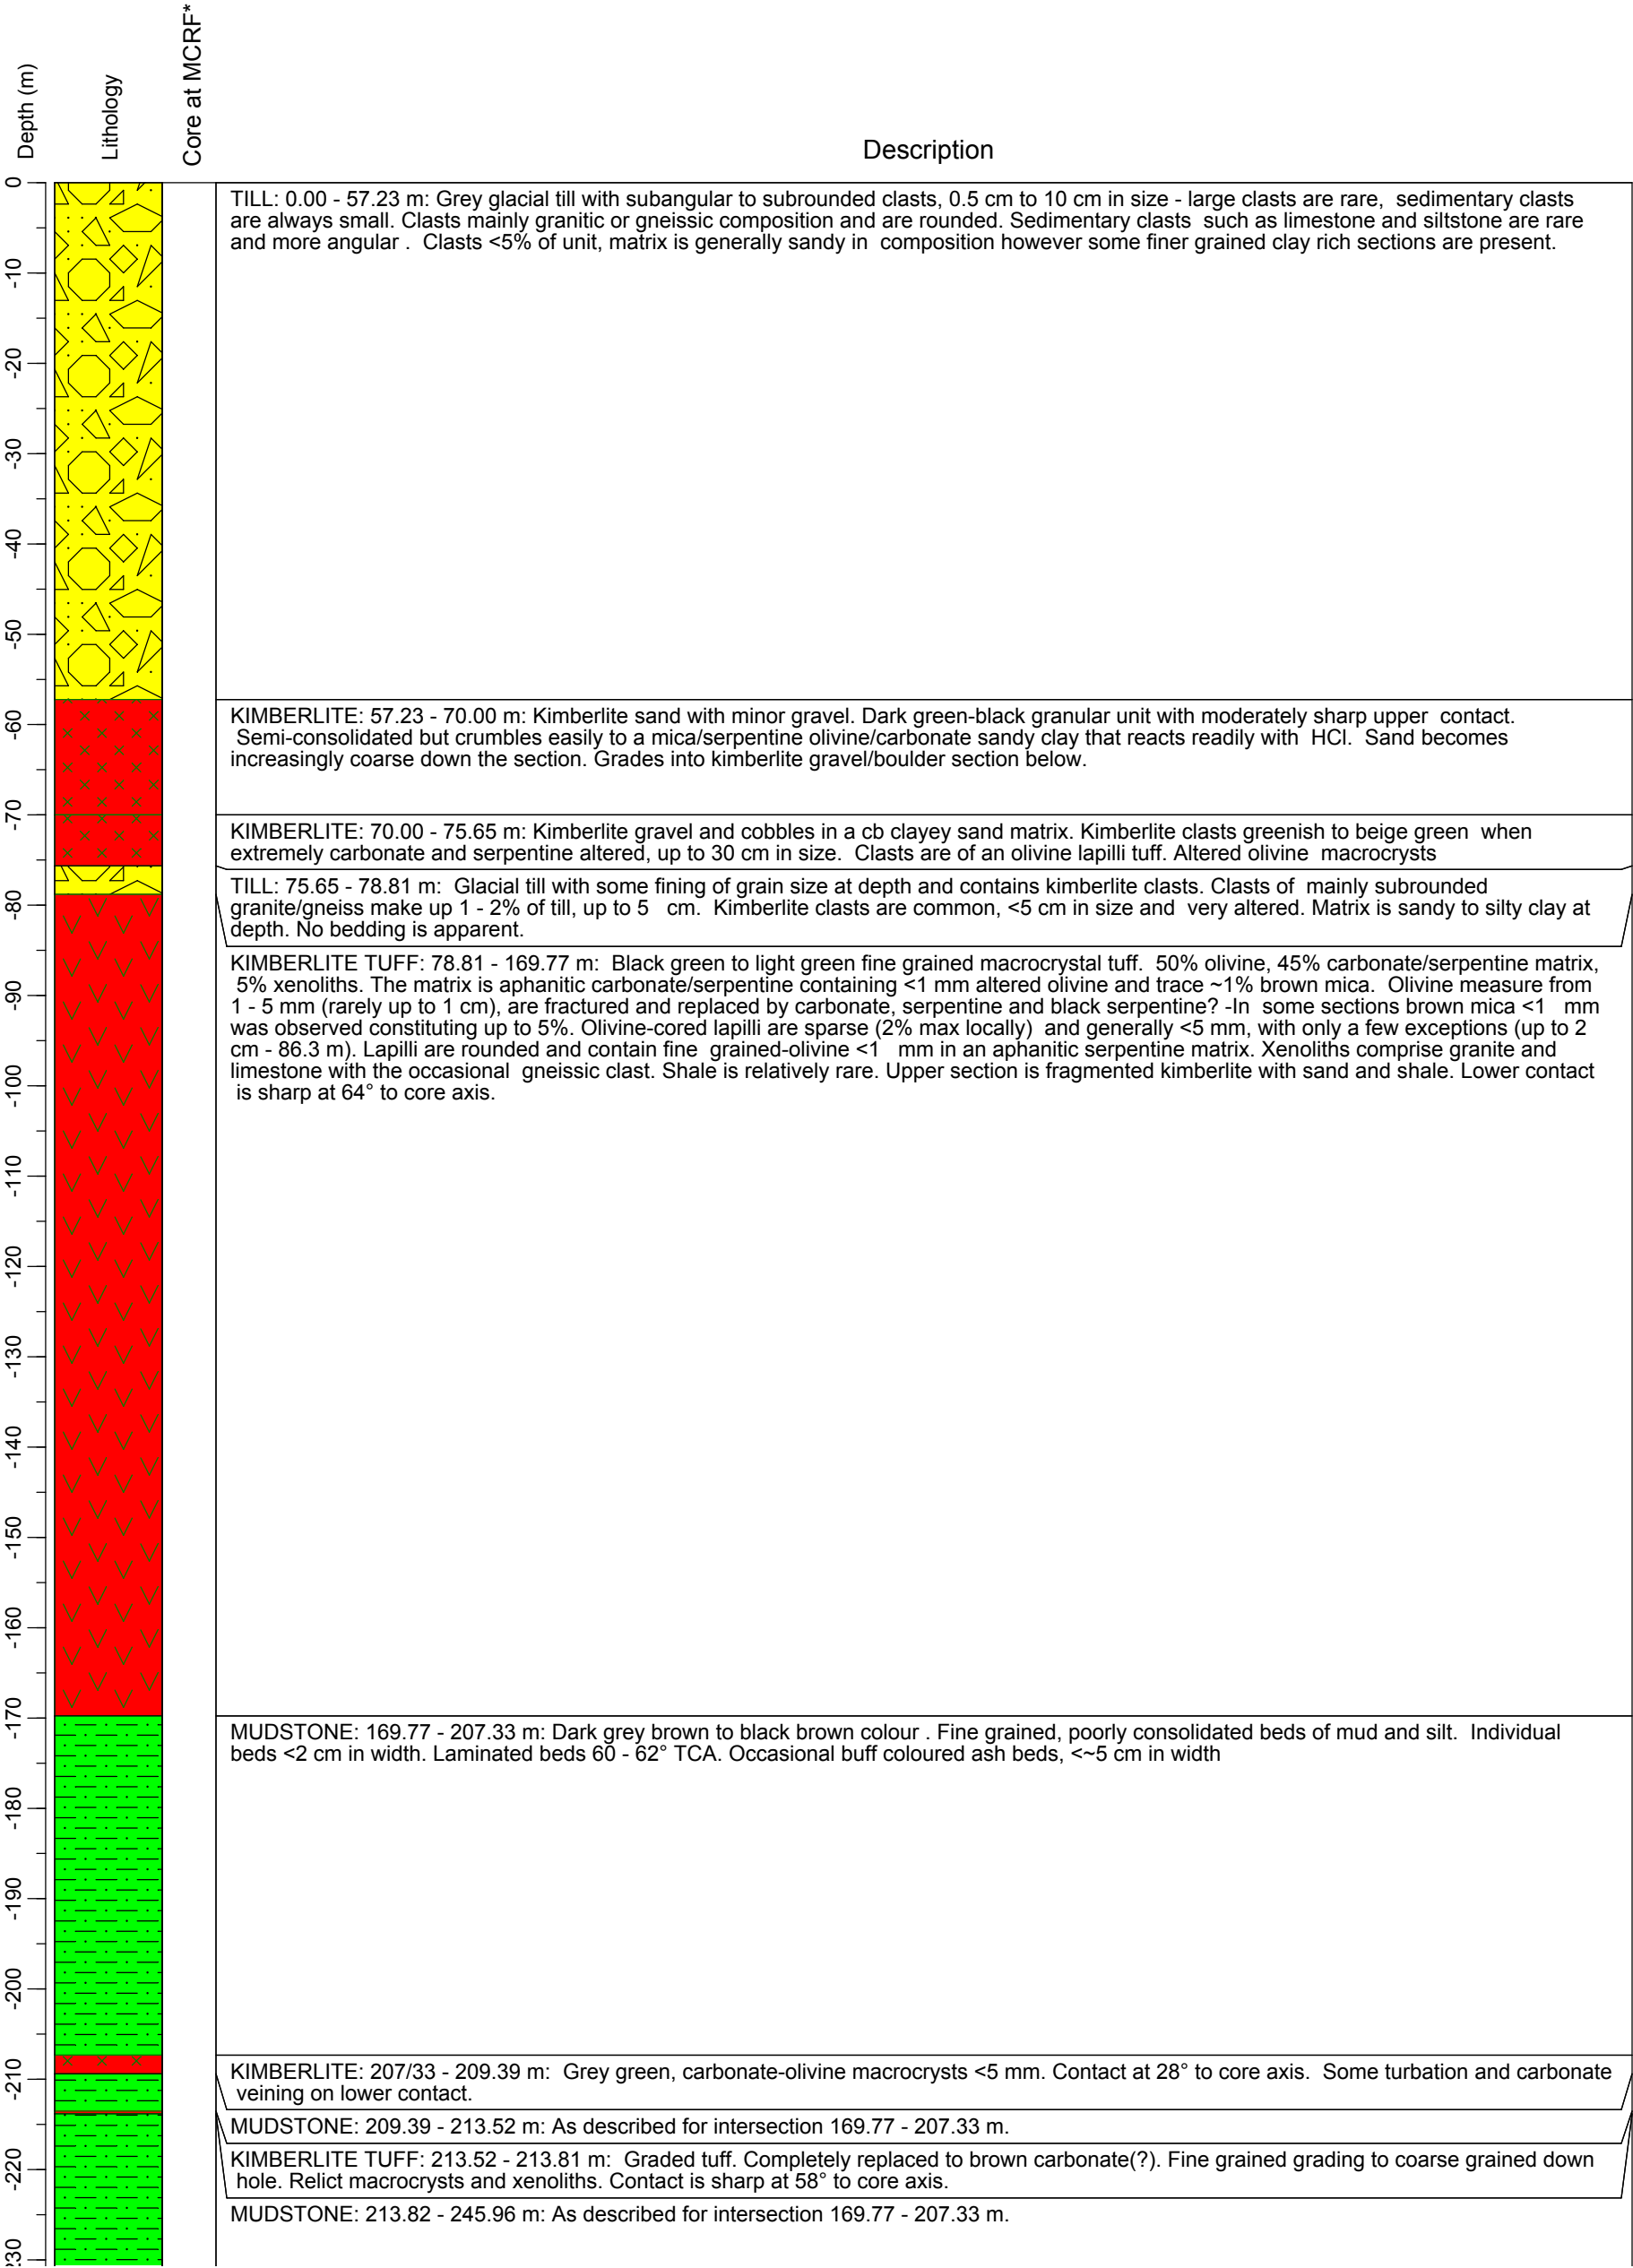 Depth (m)
Lithology
Core at MCRF*
Description
0
-10
-20
-30
-40
-50
-60
-70
-80
-90
-100
-110
-120
-130
-140
-150
-160
-170
-180
-190
-200
-210
-220
230
TILL: 0.00 - 57.23 m: Grey glacial till with subangular to subrounded clasts, 0.5 cm to 10 cm in size - large clasts are rare, sedimentary clasts
are always small. Clasts mainly granitic or gneissic composition and are rounded. Sedimentary clasts such as limestone and siltstone are rare
and more angular . Clasts <5% of unit, matrix is generally sandy in composition however some finer grained clay rich sections are present.
KIMBERLITE: 57.23 - 70.00 m: Kimberlite sand with minor gravel. Dark green-black granular unit with moderately sharp upper contact.
Semi-consolidated but crumbles easily to a mica/serpentine olivine/carbonate sandy clay that reacts readily with HCl. Sand becomes
increasingly coarse down the section. Grades into kimberlite gravel/boulder section below.
KIMBERLITE: 70.00 - 75.65 m: Kimberlite gravel and cobbles in a cb clayey sand matrix. Kimberlite clasts greenish to beige green when
extremely carbonate and serpentine altered, up to 30 cm in size. Clasts are of an olivine lapilli tuff. Altered olivine macrocrysts
TILL: 75.65 - 78.81 m: Glacial till with some fining of grain size at depth and contains kimberlite clasts. Clasts of mainly subrounded
granite/gneiss make up 1 - 2% of till, up to 5 cm. Kimberlite clasts are common, <5 cm in size and very altered. Matrix is sandy to silty clay at
depth. No bedding is apparent.
KIMBERLITE TUFF: 78.81 - 169.77 m: Black green to light green fine grained macrocrystal tuff. 50% olivine, 45% carbonate/serpentine matrix,
5% xenoliths. The matrix is aphanitic carbonate/serpentine containing <1 mm altered olivine and trace ~1% brown mica. Olivine measure from
1 - 5 mm (rarely up to 1 cm), are fractured and replaced by carbonate, serpentine and black serpentine? -In some sections brown mica <1 mm
was observed constituting up to 5%. Olivine-cored lapilli are sparse (2% max locally) and generally <5 mm, with only a few exceptions (up to 2
cm - 86.3 m). Lapilli are rounded and contain fine grained-olivine <1 mm in an aphanitic serpentine matrix. Xenoliths comprise granite and
limestone with the occasional gneissic clast. Shale is relatively rare. Upper section is fragmented kimberlite with sand and shale. Lower contact
is sharp at 64° to core axis.
MUDSTONE: 169.77 - 207.33 m: Dark grey brown to black brown colour . Fine grained, poorly consolidated beds of mud and silt. Individual
beds <2 cm in width. Laminated beds 60 - 62° TCA. Occasional buff coloured ash beds, <~5 cm in width
KIMBERLITE: 207/33 - 209.39 m: Grey green, carbonate-olivine macrocrysts <5 mm. Contact at 28° to core axis. Some turbation and carbonate
veining on lower contact.
MUDSTONE: 209.39 - 213.52 m: As described for intersection 169.77 - 207.33 m.
KIMBERLITE TUFF: 213.52 - 213.81 m: Graded tuff. Completely replaced to brown carbonate(?). Fine grained grading to coarse grained down
hole. Relict macrocrysts and xenoliths. Contact is sharp at 58° to core axis.
MUDSTONE: 213.82 - 245.96 m: As described for intersection 169.77 - 207.33 m.